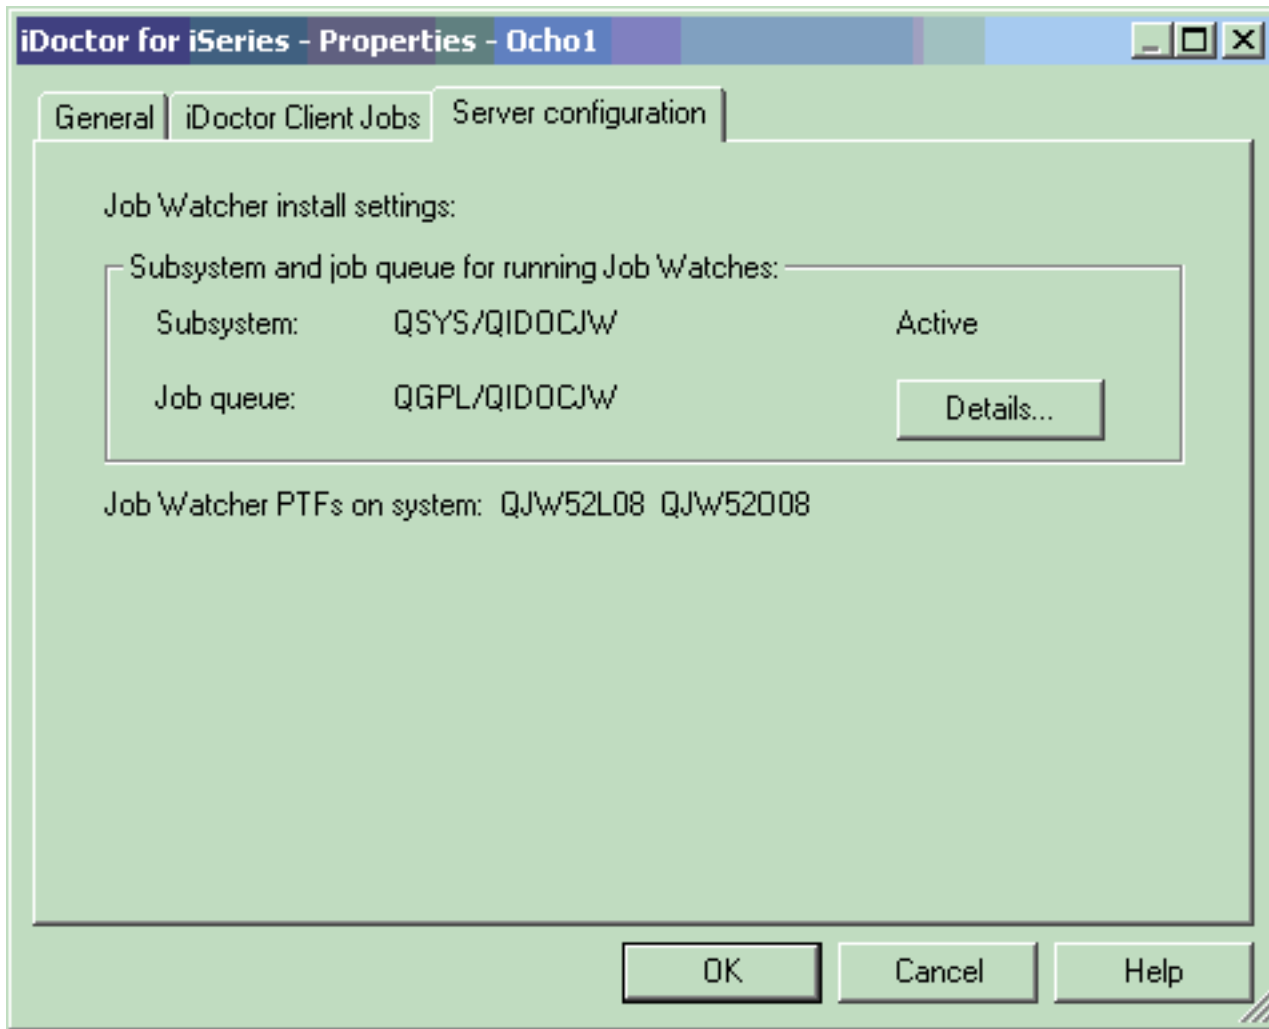 iDoctor for iSeries - Properties - Ocho1
General iDoctor Client Jobs Server configuration
Job Watcher install settings:
Subsystem and job queue for running Job Watches:
Subsystem: QSYS/QIDOCJW Active
Job queue: QGPL/QIDOCJW Details...
Job Watcher PTFs on system: QJW52L08 QJW52O08
OK Cancel Help